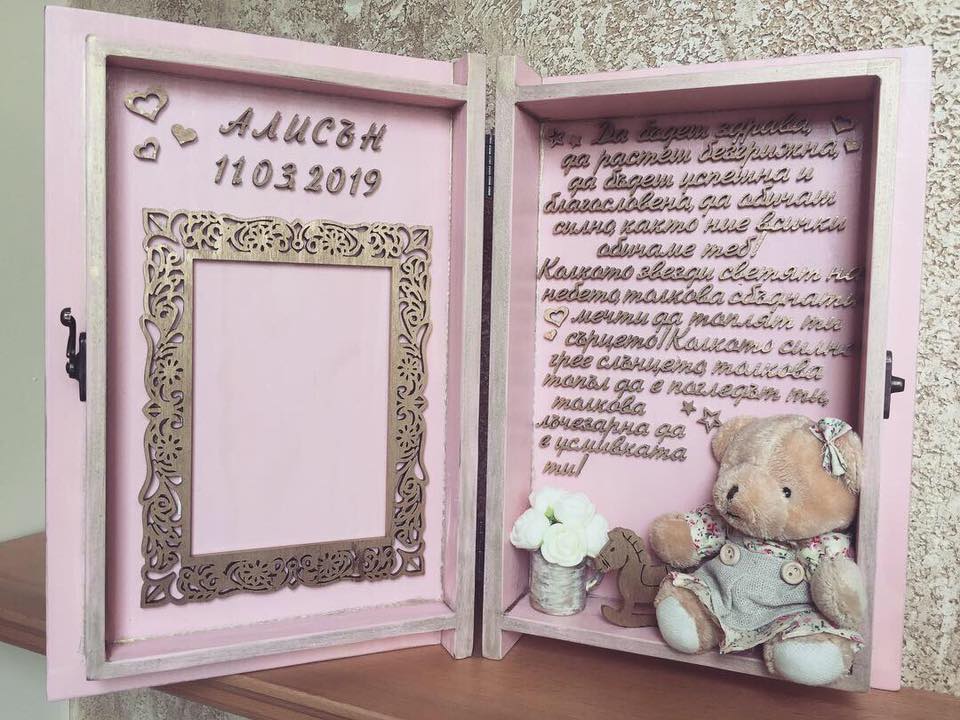 АЛИСЪН
11.03.2019
Да бъдеш здрава,
да растеш безгрижна,
да бъдеш успешна и
благословена, да обичат
силно, както ние всички
обичаме теб!
Колкото звезди светят на
небето, толкова сбъднати
мечти да топлят ти
сърцето! Колкото силно
грее слънцето, толкова
топъл да е погледът ти,
толкова
лъчезарна да
е усмивката
ти!